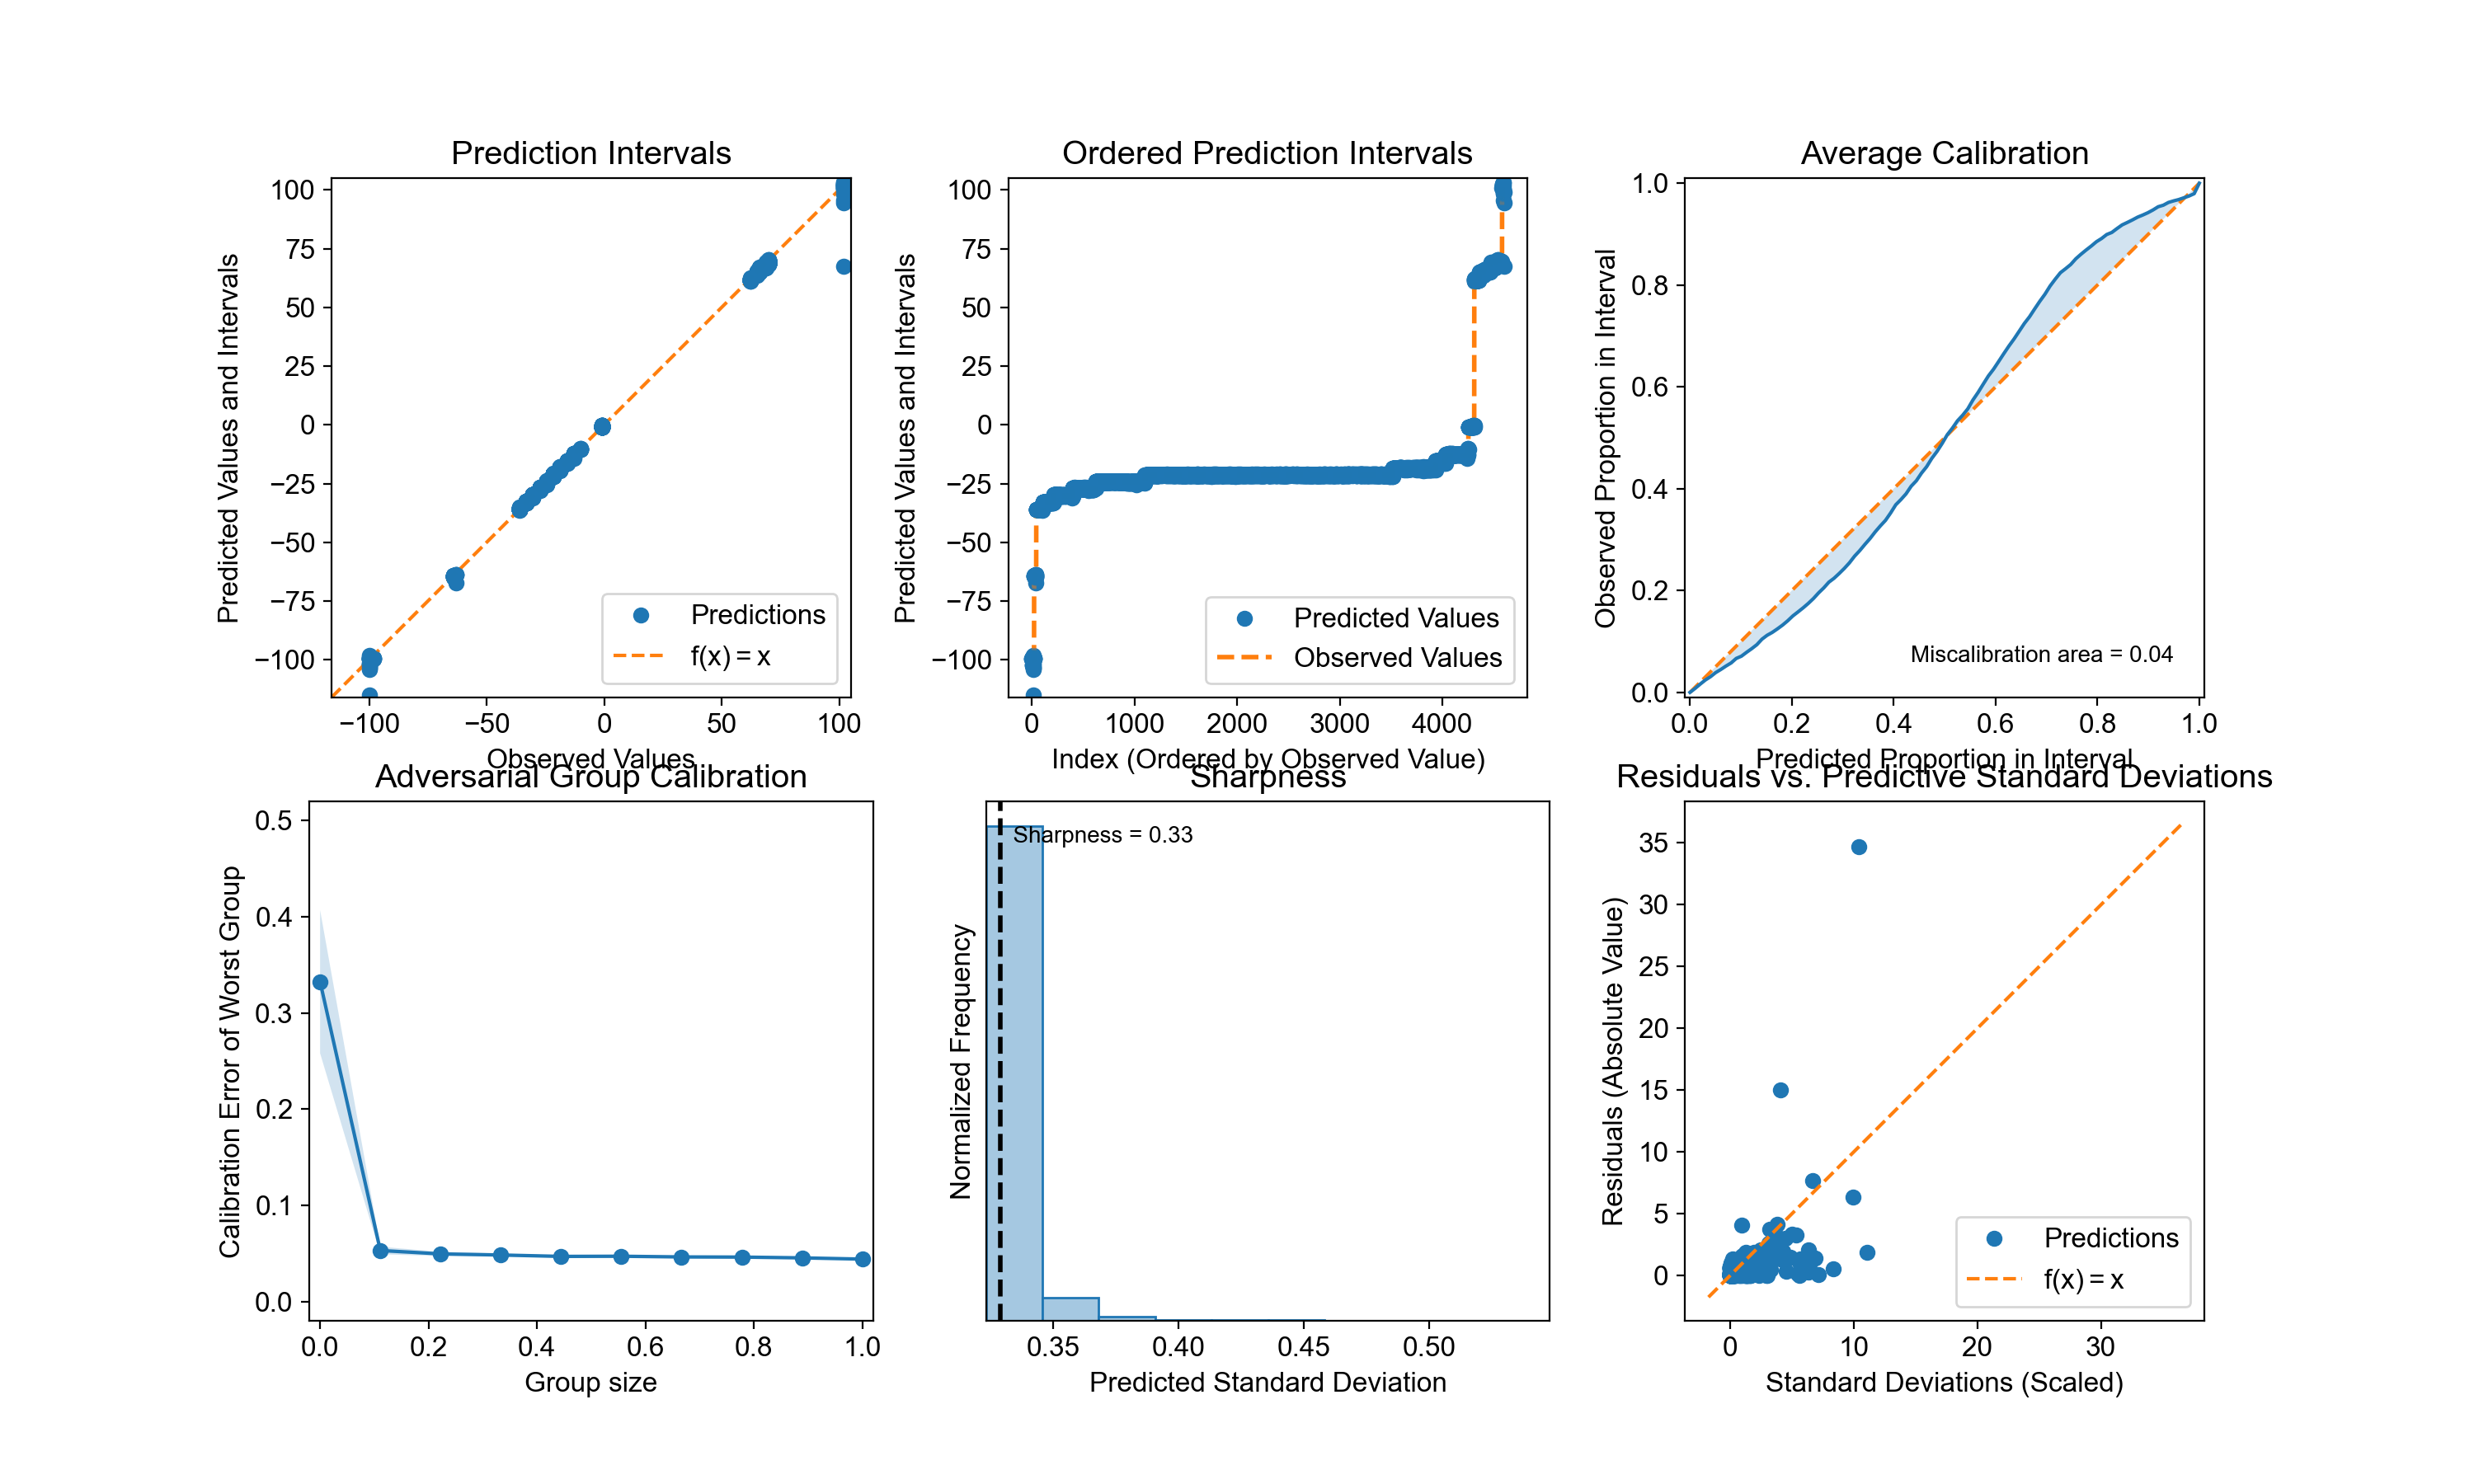 Prediction Intervals
Predicted Values and Intervals
100
75
50
25
0
−25
−50
−75
−100
Predictions
f(x) = x
−100 −50 0 50 100
Observed Values
Ordered Prediction Intervals
Predicted Values and Intervals
100
75
50
25
0
−25
−50
−75
−100
Predicted Values
Observed Values
0 1000 2000 3000 4000
Index (Ordered by Observed Value)
Average Calibration
Observed Proportion in Interval
1.0
0.8
0.6
0.4
0.2
0.0
Miscalibration area = 0.04
0.0 0.2 0.4 0.6 0.8 1.0
Predicted Proportion in Interval
Adversarial Group Calibration
Calibration Error of Worst Group
0.5
0.4
0.3
0.2
0.1
0.0
0.0 0.2 0.4 0.6 0.8 1.0
Group size
Sharpness
Normalized Frequency
Sharpness = 0.33
0.35 0.40 0.45 0.50
Predicted Standard Deviation
Residuals vs. Predictive Standard Deviations
Residuals (Absolute Value)
35
30
25
20
15
10
5
0
Predictions
f(x) = x
0 10 20 30
Standard Deviations (Scaled)